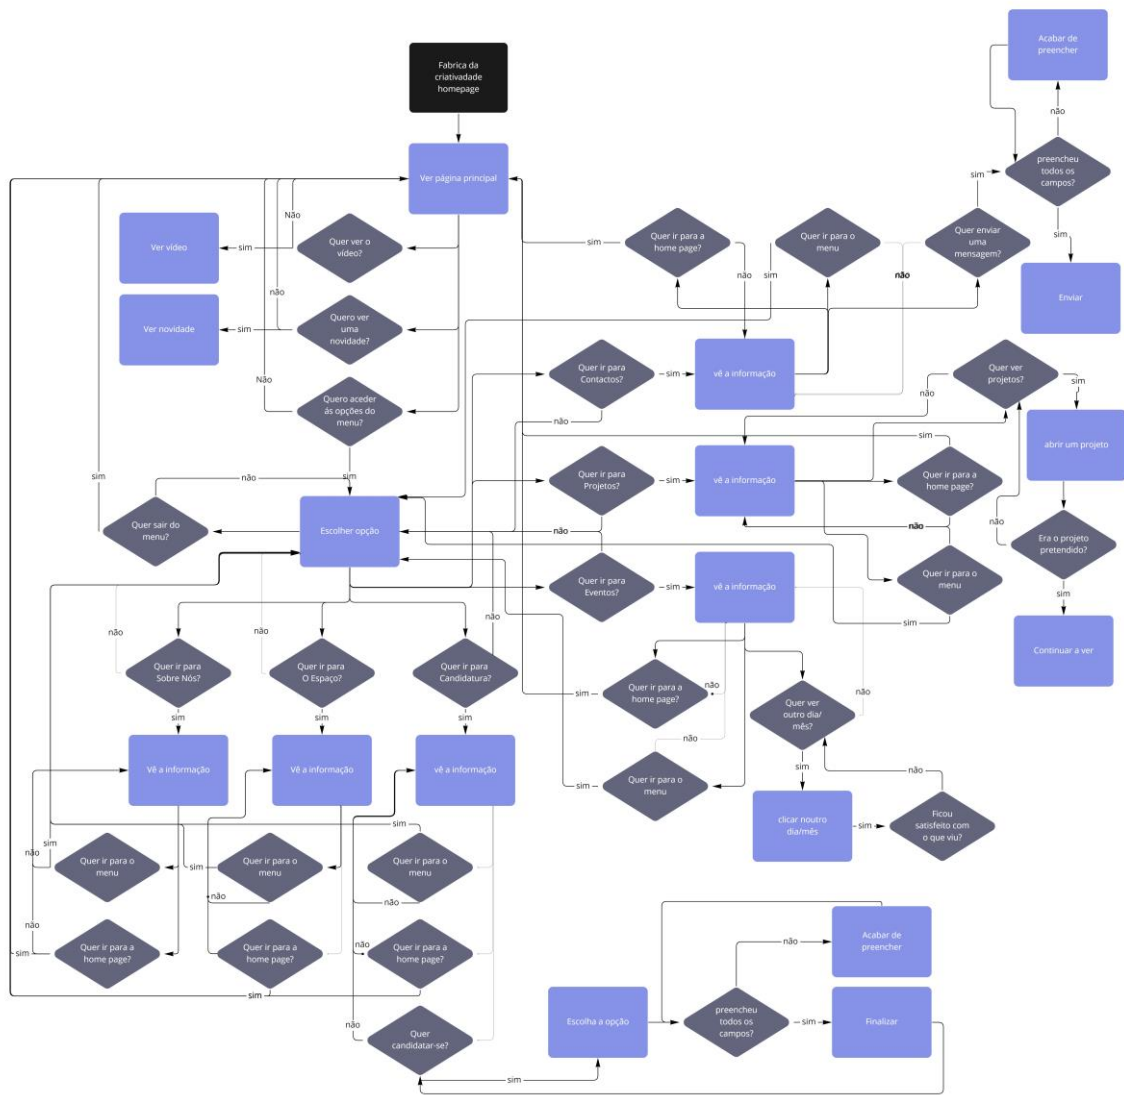 Fabrica da
criativadade
homepage
Acabar de
preencher
não
Ver página principal
preencheu
todos os
campos?
sim
sim
Não
Ver vídeo
sim
Quer ver o
vídeo?
sim
Quer ir para a
home page?
não
Quer ir para o
menu
sim
não
Quer enviar
uma
mensagem?
Enviar
não
Ver novidade
sim
Quero ver
uma
novidade?
Quer ir para
Contactos?
sim
vê a informação
Quer ver
projetos?
sim
não
Não
Quero aceder
ás opções do
menu?
não
abrir um projeto
sim
sim
não
sim
Quer ir para
Projetos?
sim
vê a informação
Quer ir para a
home page?
Quer sair do
menu?
Escolher opção
não
não
não
Era o projeto
pretendido?
Quer ir para
Eventos?
sim
vê a informação
Quer ir para o
menu
sim
sim
não
não
não
Quer ir para
Sobre Nós?
Quer ir para
O Espaço?
Quer ir para
Candidatura?
Continuar a ver
sim
Quer ir para a
home page?
não
não
Quer ver
outro dia/
mês?
sim
sim
sim
não
Vê a informação
Vê a informação
vê a informação
sim
Quer ir para o
menu
sim
não
clicar noutro
dia/mês
sim
Ficou
satisfeito com
o que viu?
sim
sim
não
Quer ir para o
menu
sim
Quer ir para o
menu
Quer ir para o
menu
não
não
não
sim
Quer ir para a
home page?
Quer ir para a
home page?
não
Quer ir para a
home page?
sim
sim
não
Acabar de
preencher
não
Quer
candidatar-se?
sim
Escolha a opção
preencheu
todos os
campos?
sim
Finalizar